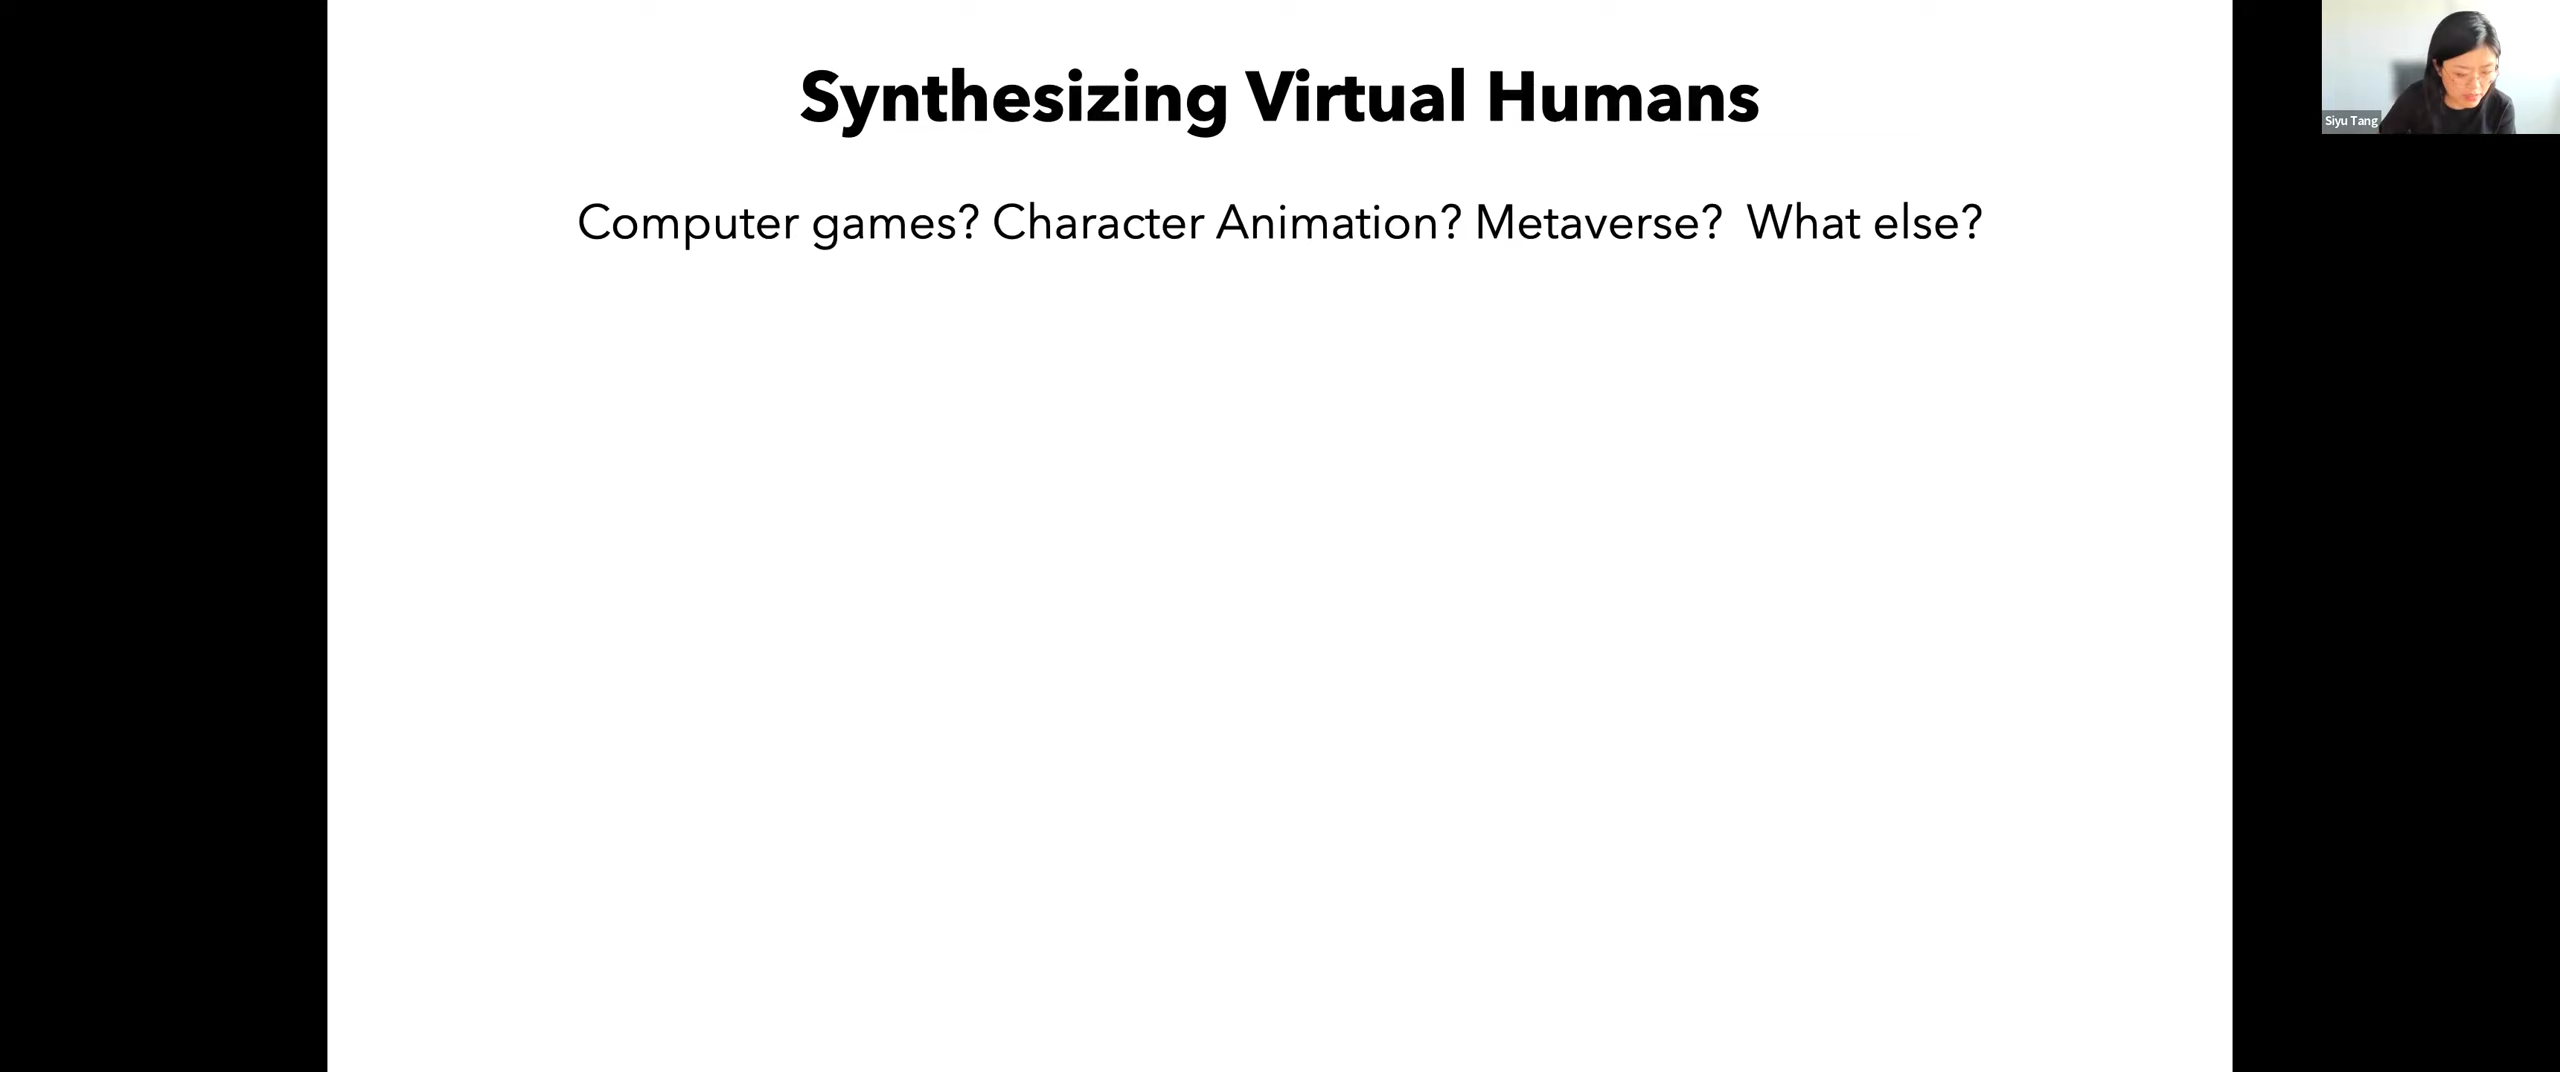 Synthesizing Virtual Humans
Computer games? Character Animation? Metaverse?  What else?
Siyu Tang